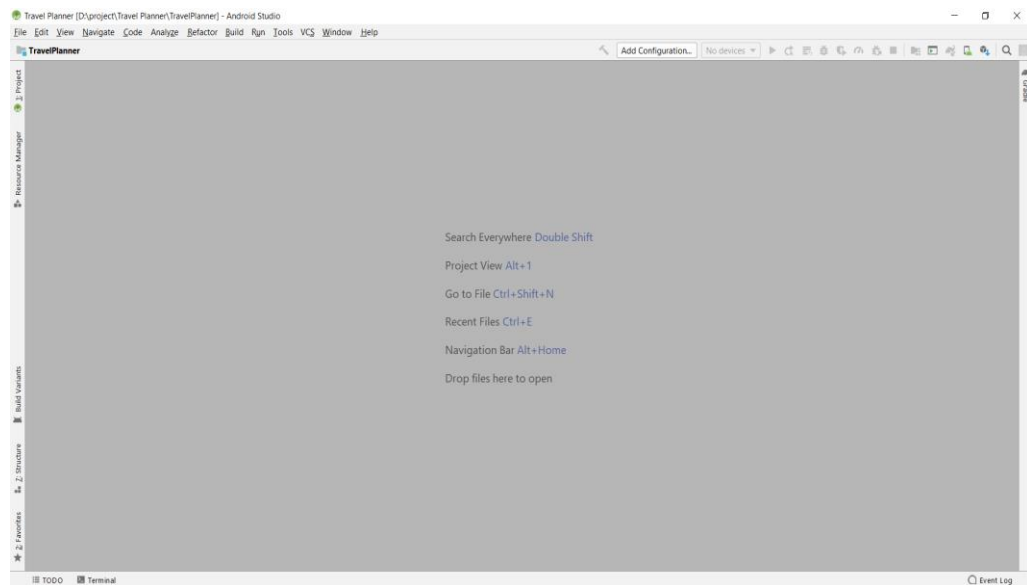 Travel Planner [D:\project\Travel Planner\TravelPlanner] - Android Studio
File Edit View Navigate Code Analyze Refactor Build Run Tools VCS Window Help
TravelPlanner
Add Configuration...
No devices
1: Project
Resource Manager
Gradle
Search Everywhere Double Shift
Project View Alt+1
Go to File Ctrl+Shift+N
Recent Files Ctrl+E
Navigation Bar Alt+Home
Drop files here to open
Build Variants
Z: Structure
2: Favorites
TODO
Terminal
Event Log